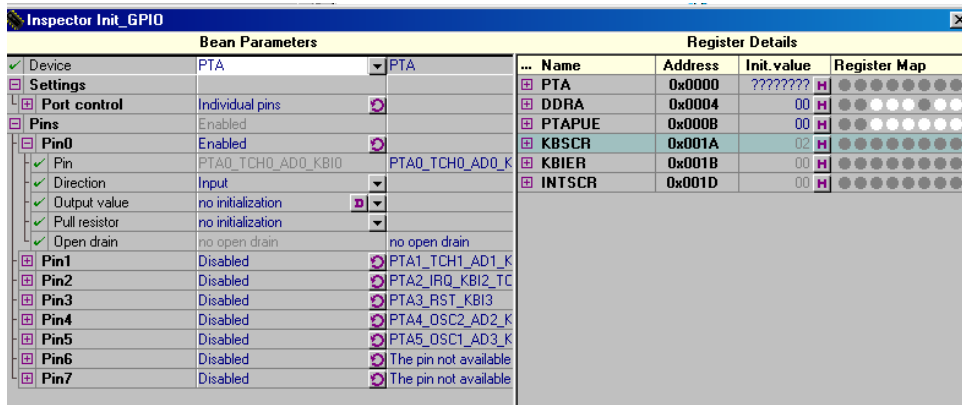 Inspector Init_GPIO
Bean Parameters Register Details
Device PTA PTA ... Name Address Init.value Register Map
Settings PTA 0x0000 ???????? H
Port control Individual pins DDRA 0x0004 00 H
Pins Enabled PTAPUE 0x000B 00 H
Pin0 Enabled KBSCR 0x001A 02 H
Pin PTA0_TCH0_AD0_KBI0 PTA0_TCH0_AD0_K KBIER 0x001B 00 H
Direction Input INTSCR 0x001D 00 H
Output value no initialization D
Pull resistor no initialization
Open drain no open drain no open drain
Pin1 Disabled PTA1_TCH1_AD1_K
Pin2 Disabled PTA2_IRQ_KBI2_TC
Pin3 Disabled PTA3_RST_KBI3
Pin4 Disabled PTA4_OSC2_AD2_K
Pin5 Disabled PTA5_OSC1_AD3_K
Pin6 Disabled The pin not available
Pin7 Disabled The pin not available